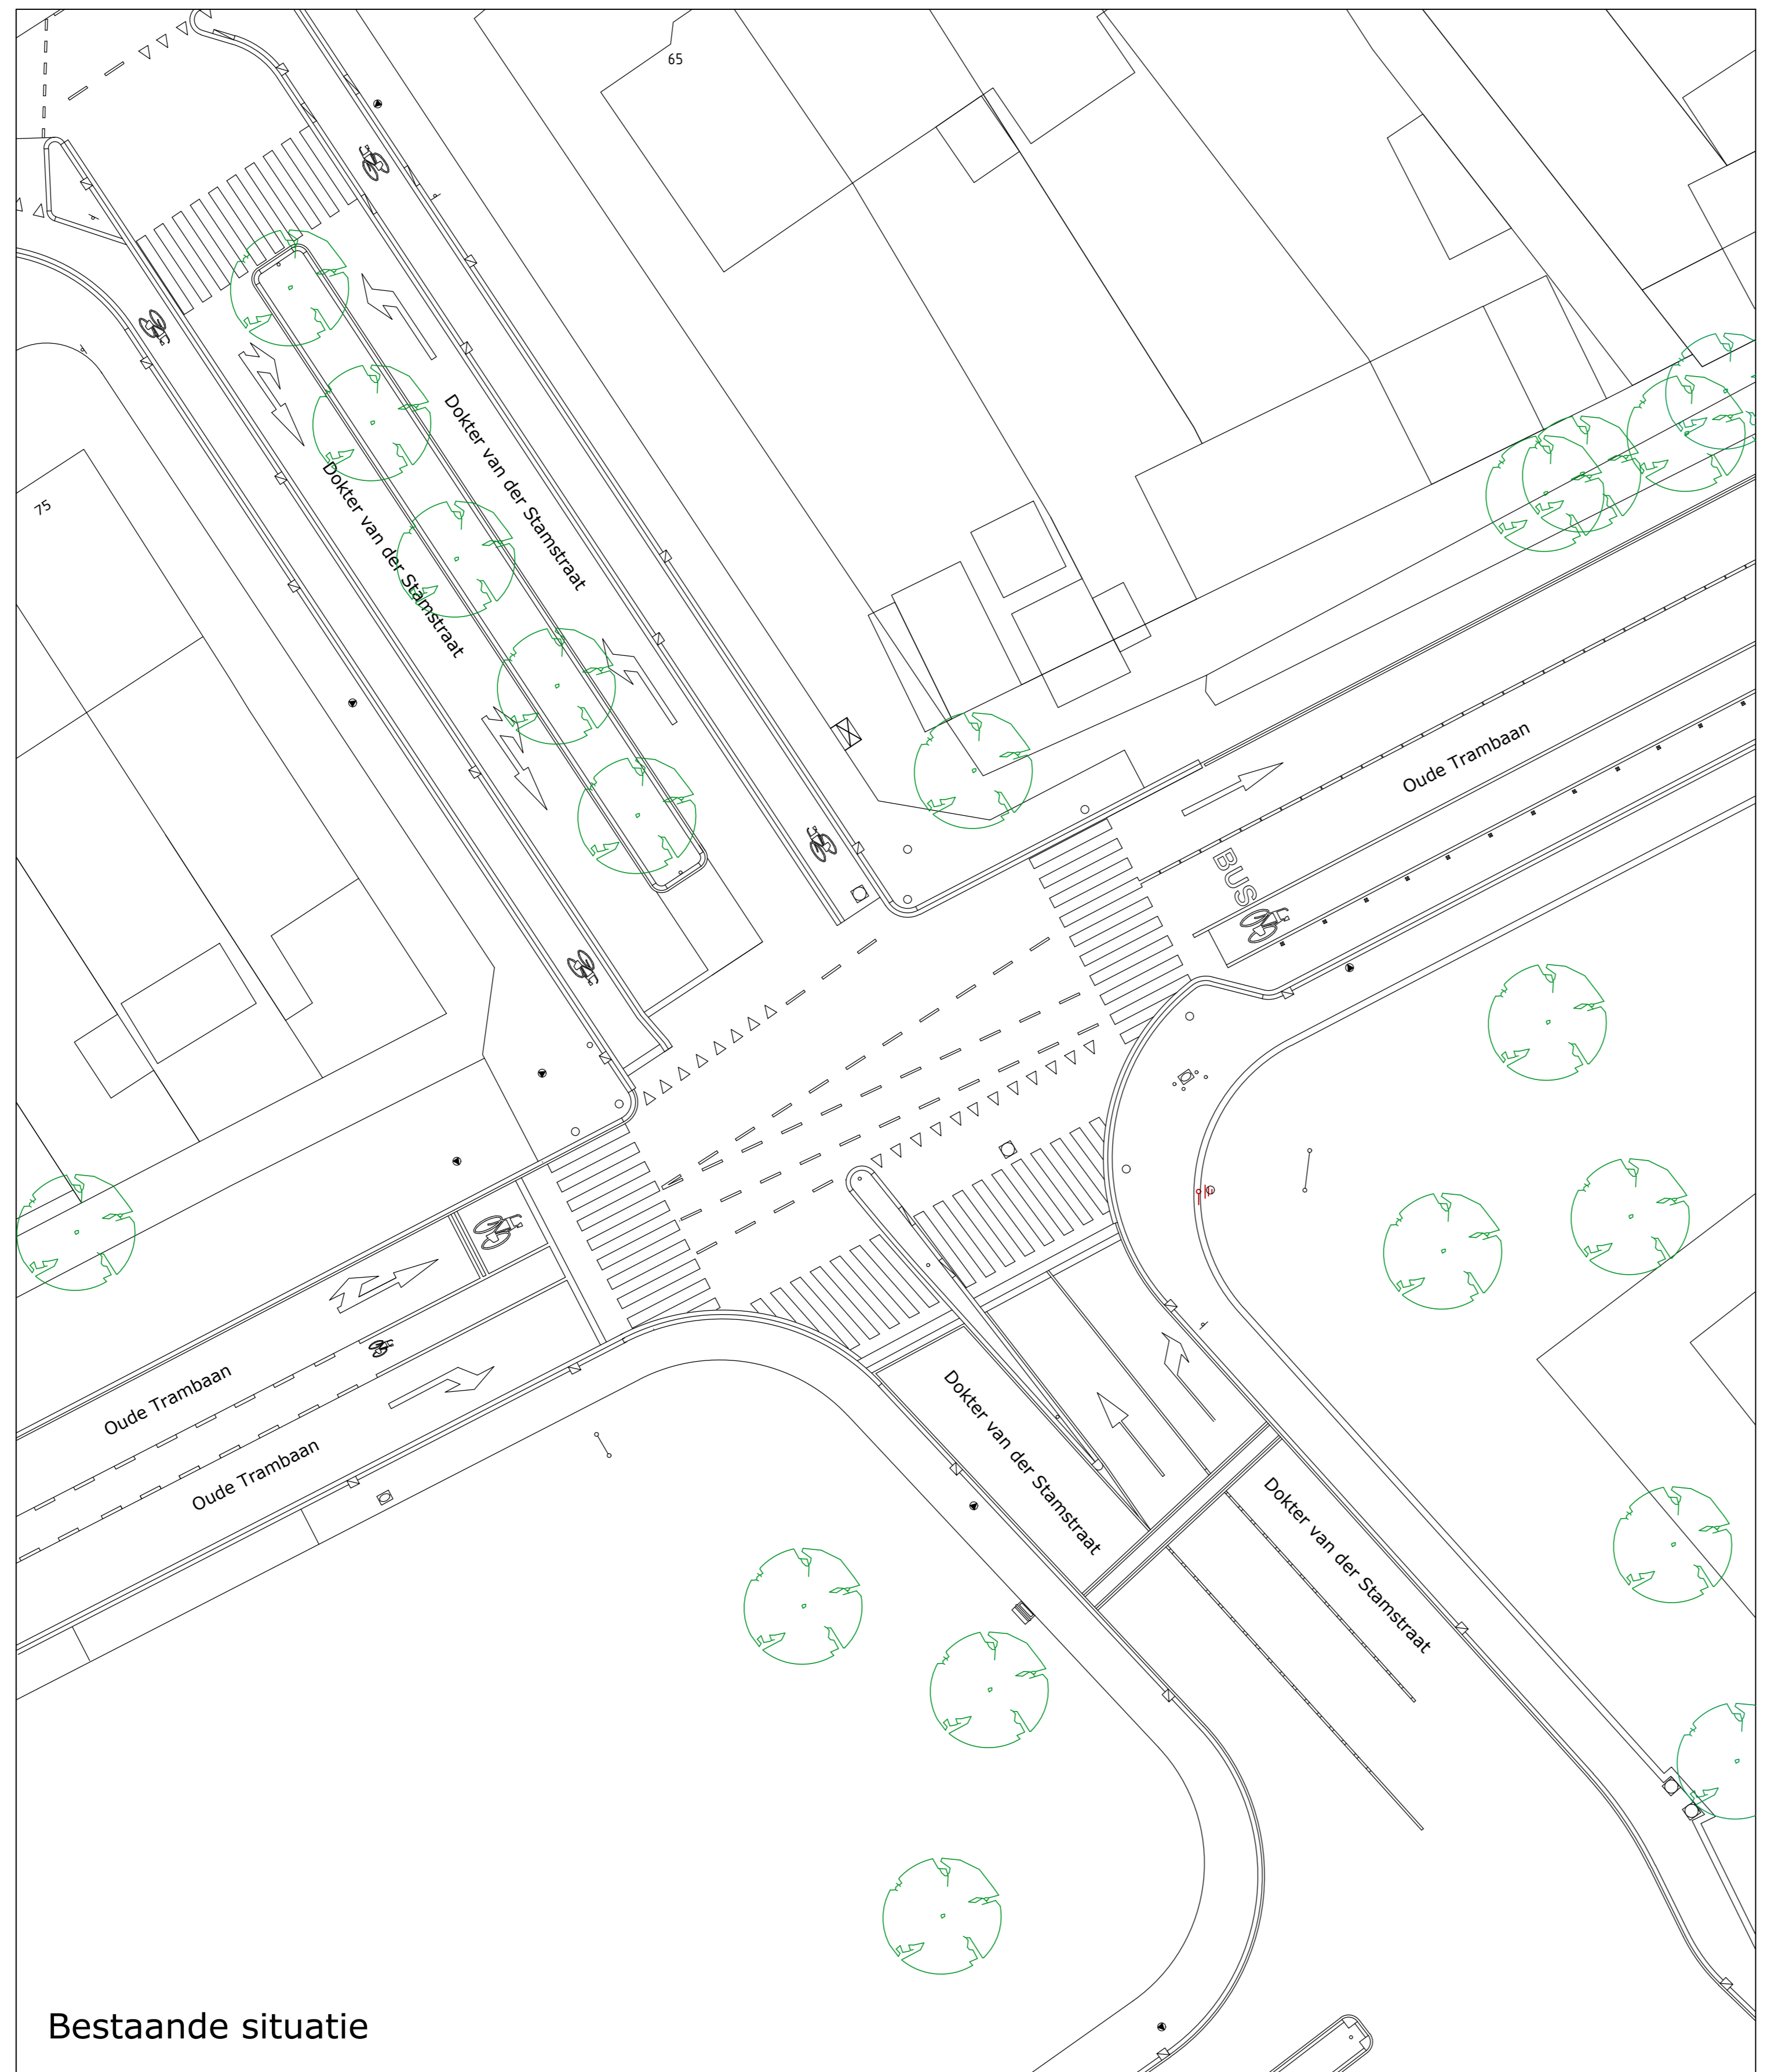 65
Dokter van der Stamstraat
Dokter van der Stamstraat
75
Oude Trambaan
BUS
Oude Trambaan
Oude Trambaan
Dokter van der Stamstraat
Dokter van der Stamstraat
Bestaande situatie